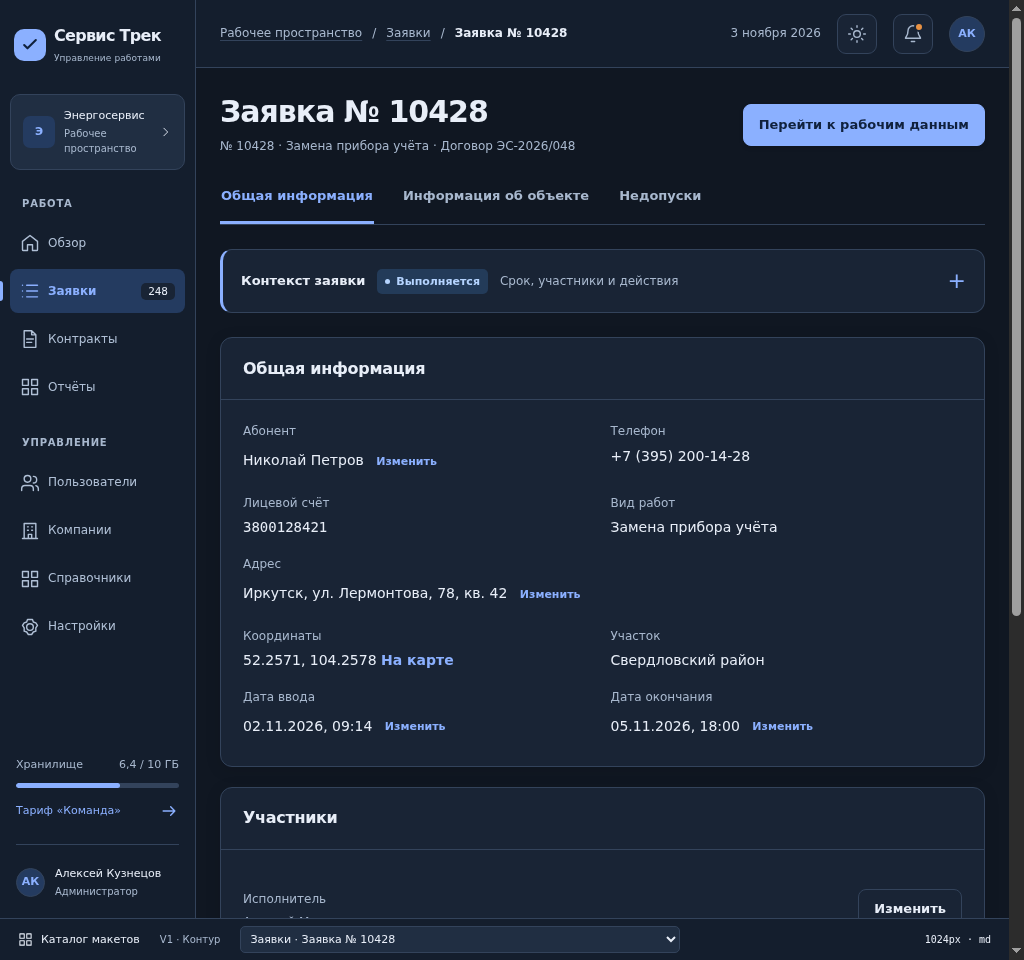 Сервис Трек
Управление работами
Э
Энергосервис
Рабочее
пространство
РАБОТА
Обзор
Заявки 248
Контракты
Отчёты
УПРАВЛЕНИЕ
Пользователи
Компании
Справочники
Настройки
Хранилище 6,4 / 10 ГБ
Тариф «Команда»
АК
Алексей Кузнецов
Администратор
Рабочее пространство / Заявки / Заявка № 10428
3 ноября 2026
АК
Заявка № 10428
№ 10428 · Замена прибора учёта · Договор ЭС-2026/048
Перейти к рабочим данным
Общая информация Информация об объекте Недопуски
Контекст заявки Выполняется Срок, участники и действия
Общая информация
Абонент
Николай Петров Изменить
Телефон
+7 (395) 200-14-28
Лицевой счёт
3800128421
Вид работ
Замена прибора учёта
Адрес
Иркутск, ул. Лермонтова, 78, кв. 42 Изменить
Координаты
52.2571, 104.2578 На карте
Участок
Свердловский район
Дата ввода
02.11.2026, 09:14 Изменить
Дата окончания
05.11.2026, 18:00 Изменить
Участники
Исполнитель
Изменить
Каталог макетов V1 · Контур Заявки · Заявка № 10428 1024px · md